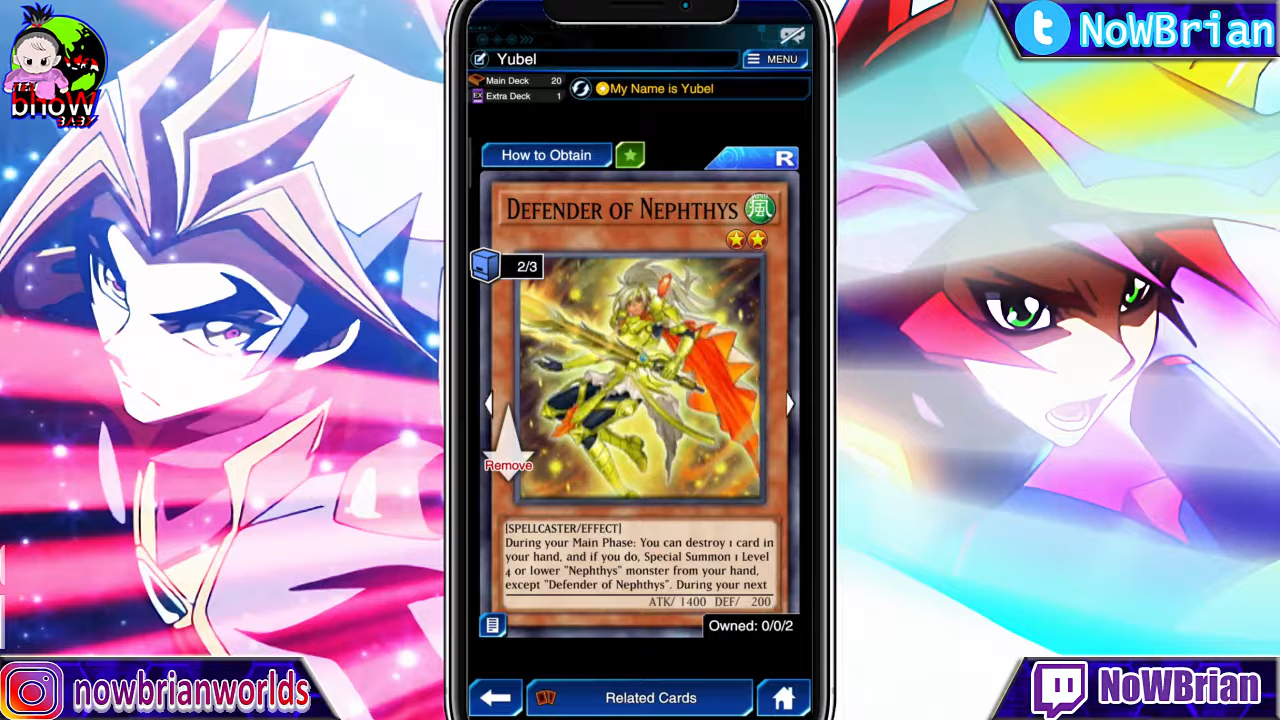 NoWBrian
bhoW
BABY
Yubel
MENU
Main Deck 20
EX Extra Deck 1
My Name is Yubel
How to Obtain
R
Defender of Nephthys 風
2/3
Remove
[SPELLCASTER/EFFECT]
During your Main Phase: You can destroy 1 card in
your hand, and if you do, Special Summon 1 Level
4 or lower "Nephthys" monster from your hand,
except "Defender of Nephthys". During your next
ATK/ 1400 DEF/ 200
Owned: 0/0/2
Related Cards
nowbrianworlds
NoWBrian